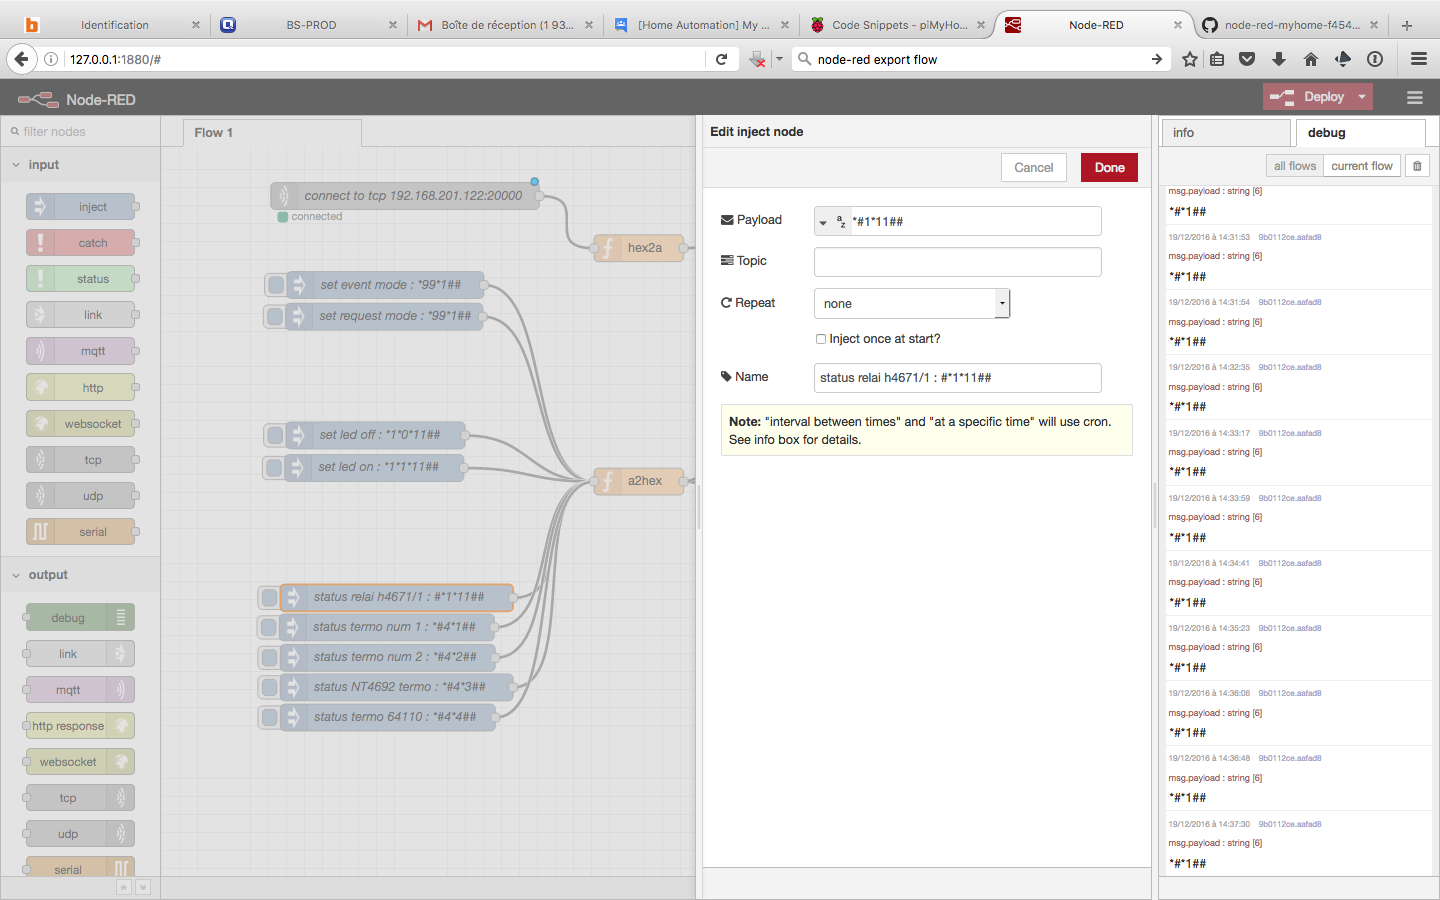 Identification
BS-PROD
Boîte de réception (1 93...
[Home Automation] My ...
Code Snippets - piMyHo...
Node-RED
node-red-myhome-f454...
127.0.0.1:1880/#
node-red export flow
Node-RED
Deploy
filter nodes
input
inject
catch
status
link
mqtt
http
websocket
tcp
udp
serial
output
debug
link
mqtt
http response
websocket
tcp
udp
serial
Flow 1
connect to tcp 192.168.201.122:20000
connected
hex2a
set event mode : *99*1##
set request mode : *99*1##
set led off : *1*0*11##
set led on : *1*1*11##
a2hex
status relai h4671/1 : #*1*11##
status termo num 1 : *#4*1##
status termo num 2 : *#4*2##
status NT4692 termo : *#4*3##
status termo 64110 : *#4*4##
Edit inject node
Cancel
Done
Payload
*#1*11##
Topic
Repeat
none
Inject once at start?
Name
status relai h4671/1 : #*1*11##
Note: "interval between times" and "at a specific time" will use cron.
See info box for details.
info
debug
all flows
current flow
msg.payload : string [6]
*#*1##
19/12/2016 à 14:31:53 9b0112ce.aafad8
msg.payload : string [6]
*#*1##
19/12/2016 à 14:31:54 9b0112ce.aafad8
msg.payload : string [6]
*#*1##
19/12/2016 à 14:32:35 9b0112ce.aafad8
msg.payload : string [6]
*#*1##
19/12/2016 à 14:33:17 9b0112ce.aafad8
msg.payload : string [6]
*#*1##
19/12/2016 à 14:33:59 9b0112ce.aafad8
msg.payload : string [6]
*#*1##
19/12/2016 à 14:34:41 9b0112ce.aafad8
msg.payload : string [6]
*#*1##
19/12/2016 à 14:35:23 9b0112ce.aafad8
msg.payload : string [6]
*#*1##
19/12/2016 à 14:36:06 9b0112ce.aafad8
msg.payload : string [6]
*#*1##
19/12/2016 à 14:36:48 9b0112ce.aafad8
msg.payload : string [6]
*#*1##
19/12/2016 à 14:37:30 9b0112ce.aafad8
msg.payload : string [6]
*#*1##